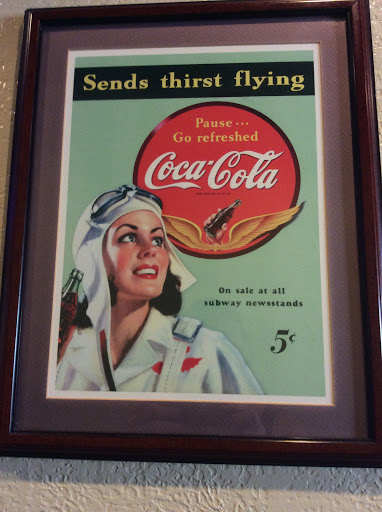 Sends thirst flying
Pause...
Go refreshed
Coca-Cola
On sale at all
subway newsstands
5¢